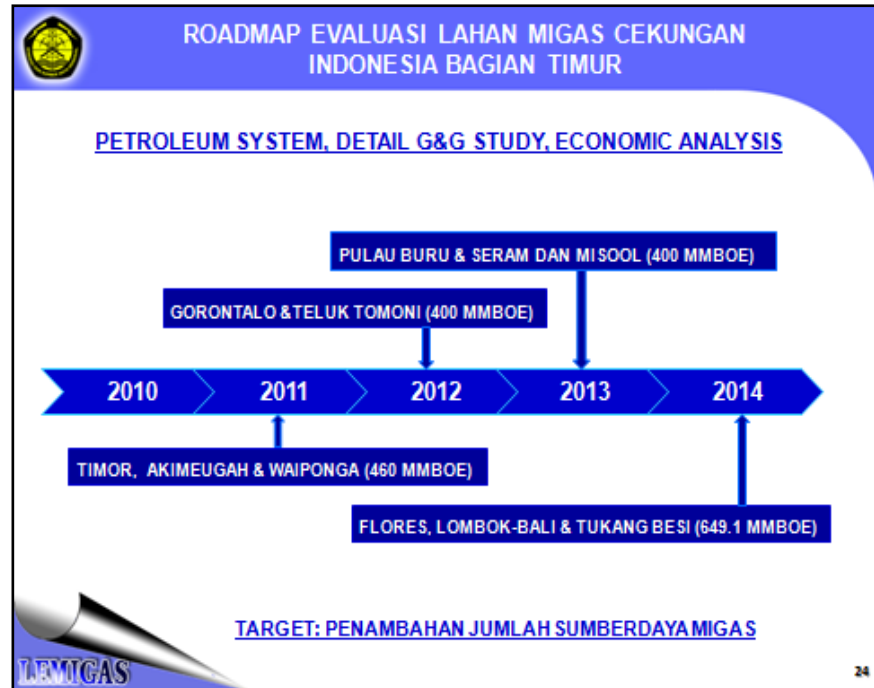 ROADMAP EVALUASI LAHAN MIGAS CEKUNGAN
INDONESIA BAGIAN TIMUR
PETROLEUM SYSTEM, DETAIL G&G STUDY, ECONOMIC ANALYSIS
PULAU BURU & SERAM DAN MISOOL (400 MMBOE)
GORONTALO &TELUK TOMONI (400 MMBOE)
2010 2011 2012 2013 2014
TIMOR, AKIMEUGAH & WAIPONGA (460 MMBOE)
FLORES, LOMBOK-BALI & TUKANG BESI (649.1 MMBOE)
TARGET: PENAMBAHAN JUMLAH SUMBERDAYA MIGAS
LEMIGAS
24